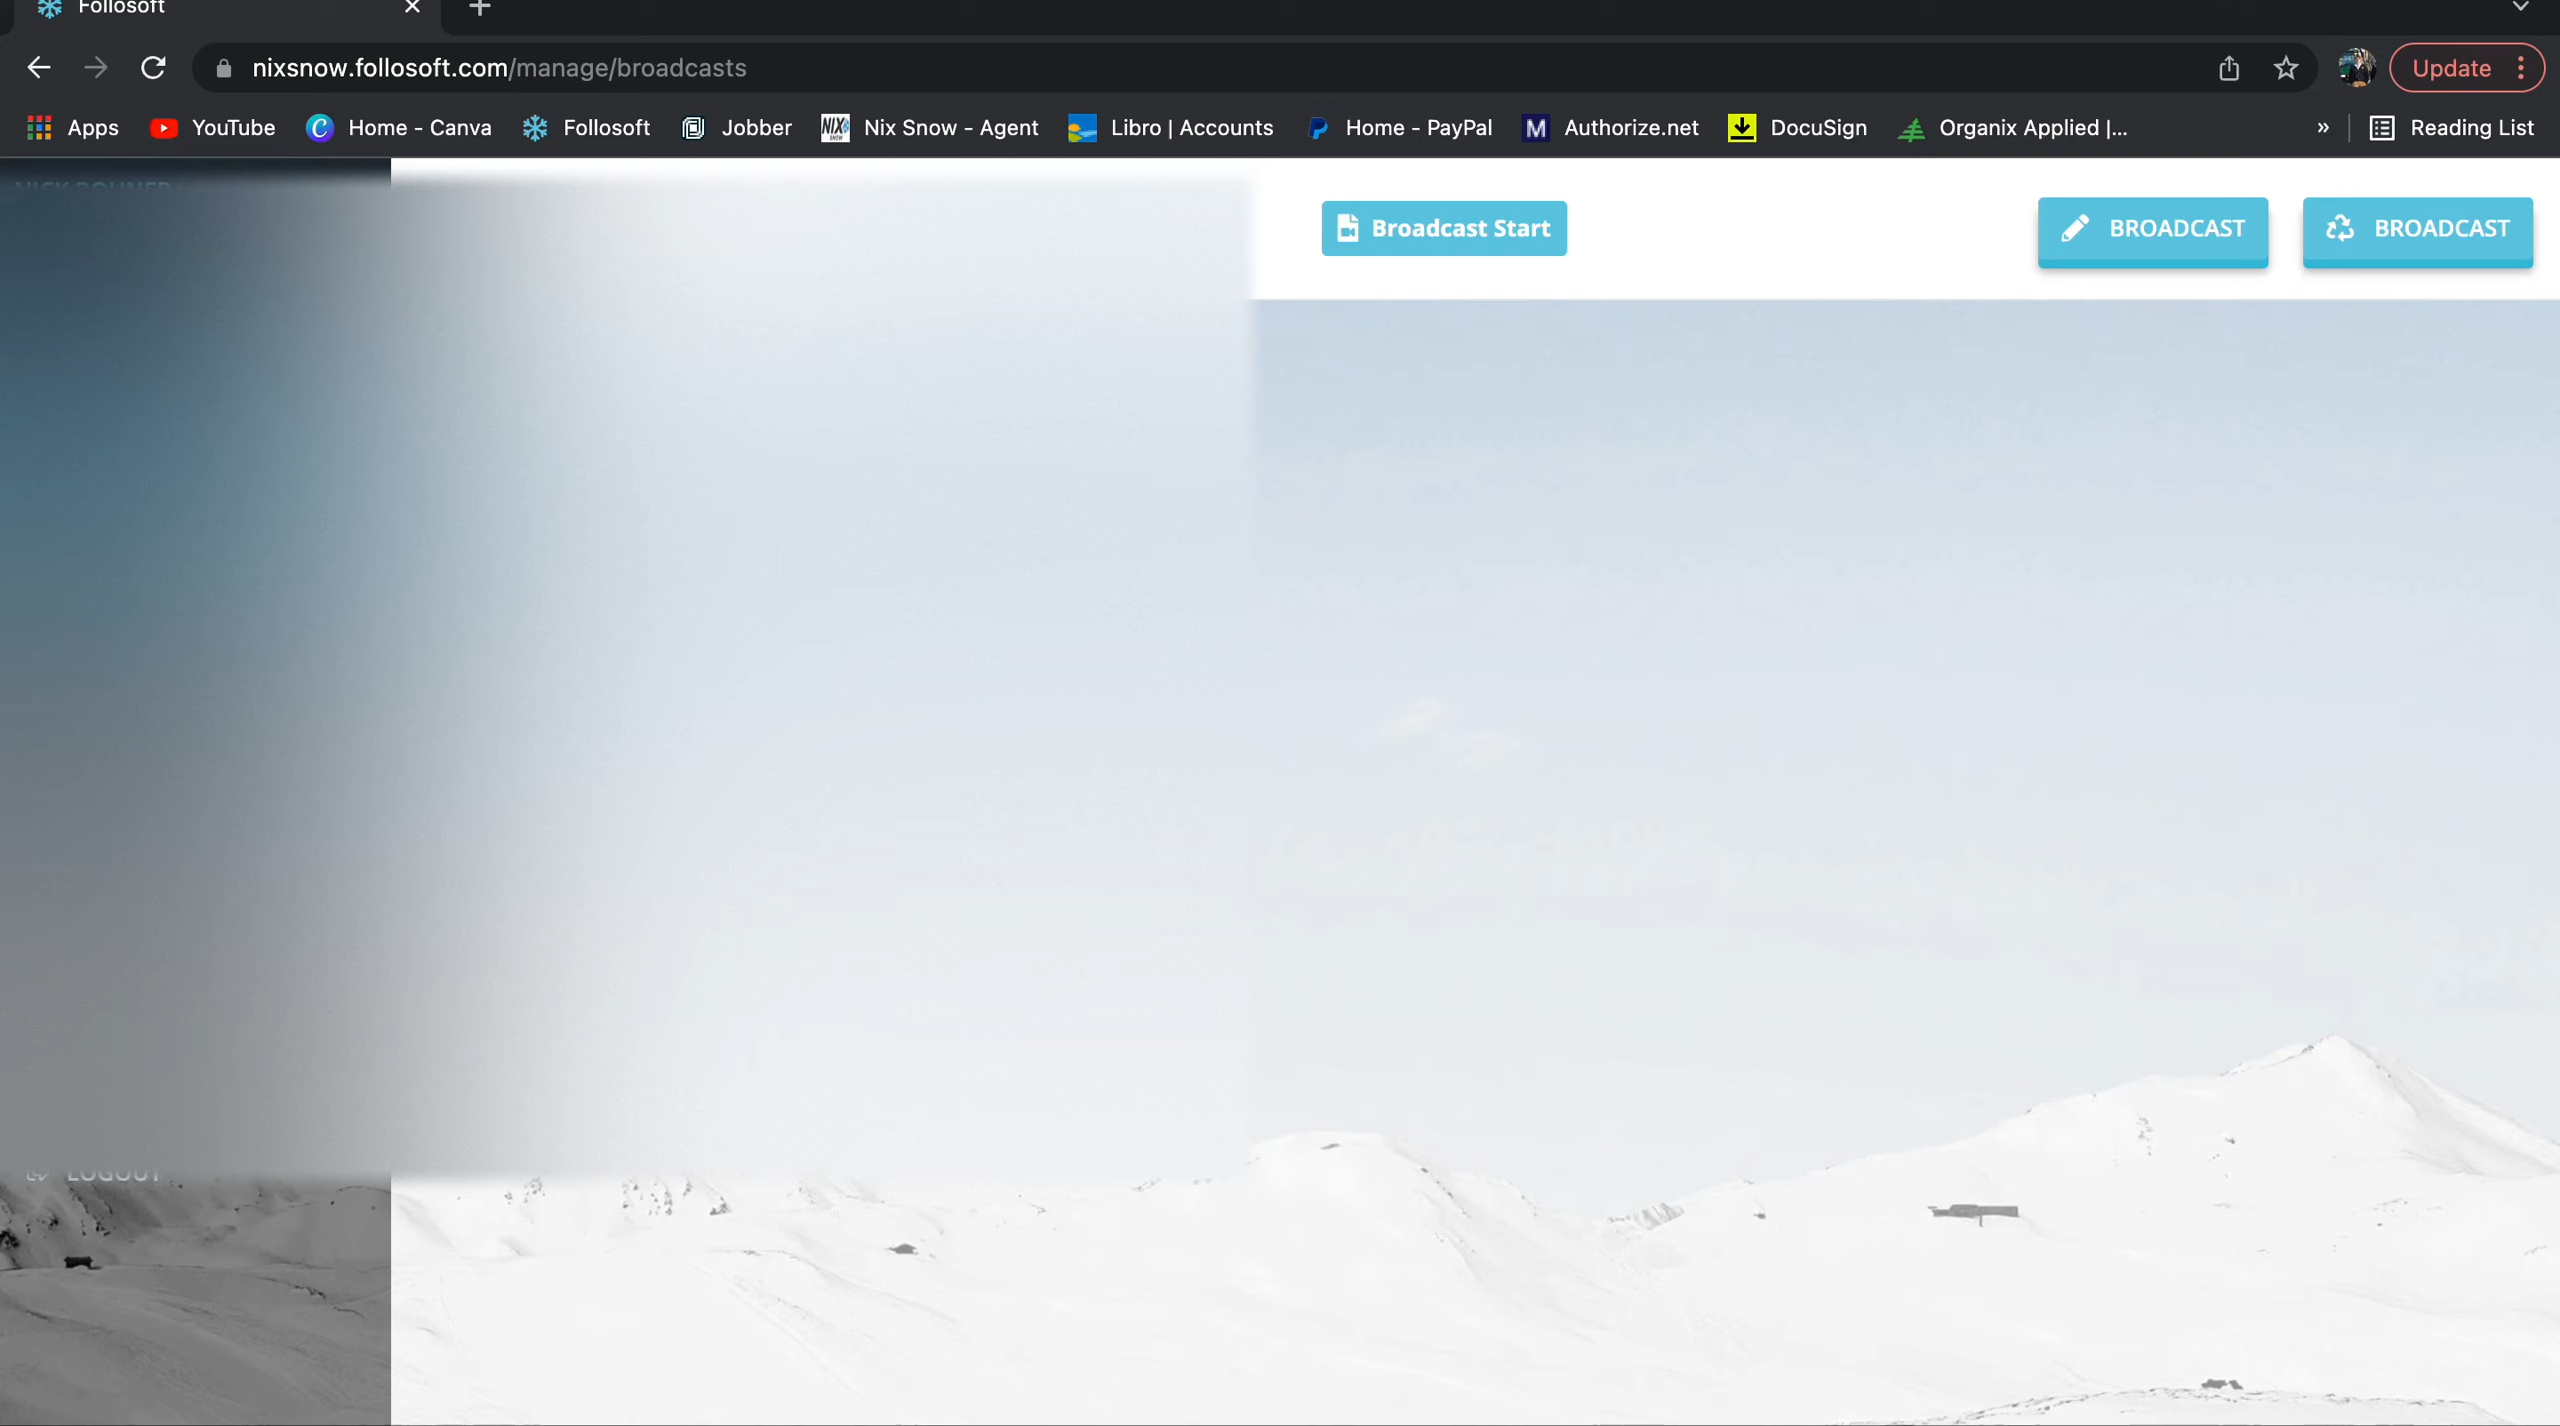 Follosoft
nixsnow.follosoft.com/manage/broadcasts
Update
Apps
YouTube
Home - Canva
Follosoft
Jobber
Nix Snow - Agent
Libro | Accounts
Home - PayPal
Authorize.net
DocuSign
Organix Applied |...
»
Reading List
Broadcast Start
BROADCAST
BROADCAST
LOGOUT